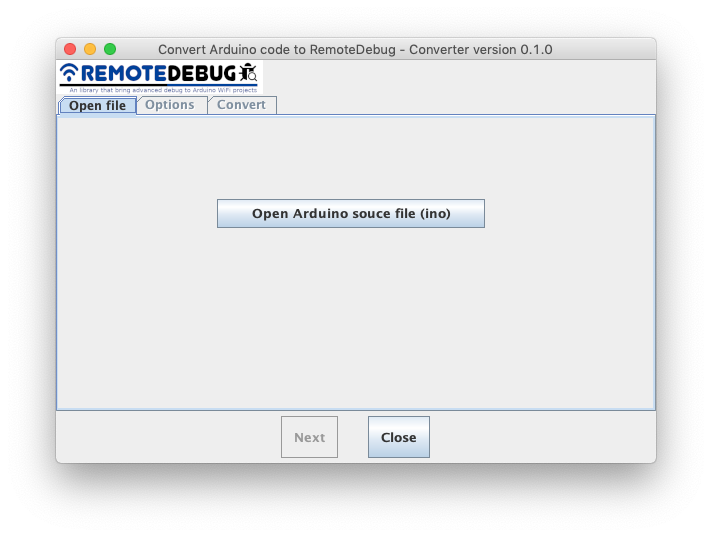 Convert Arduino code to RemoteDebug - Converter version 0.1.0
REMOTEDEBUG
An library that bring advanced debug to Arduino WiFi projects
Open file Options Convert
Open Arduino souce file (ino)
Next Close